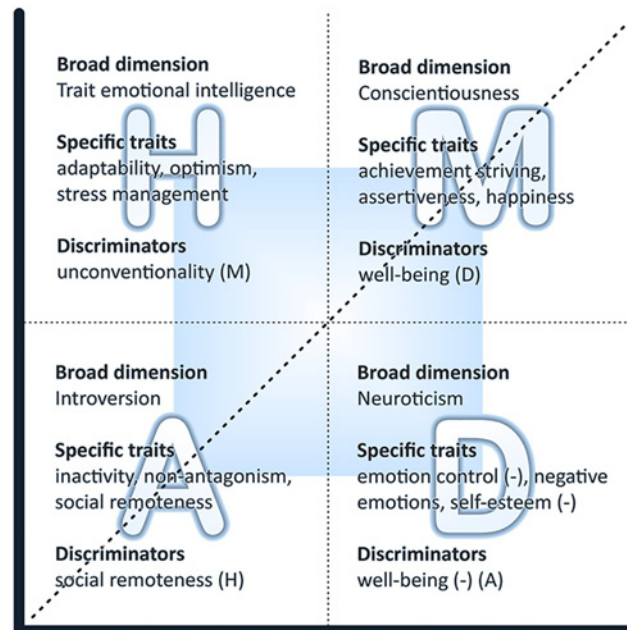 Broad dimension
Trait emotional intelligence
H
Specific traits
adaptability, optimism,
stress management
Discriminators
unconventionality (M)
Broad dimension
Conscientiousness
M
Specific traits
achievement striving,
assertiveness, happiness
Discriminators
well-being (D)
Broad dimension
Introversion
A
Specific traits
inactivity, non-antagonism,
social remoteness
Discriminators
social remoteness (H)
Broad dimension
Neuroticism
D
Specific traits
emotion control (-), negative
emotions, self-esteem (-)
Discriminators
well-being (-) (A)